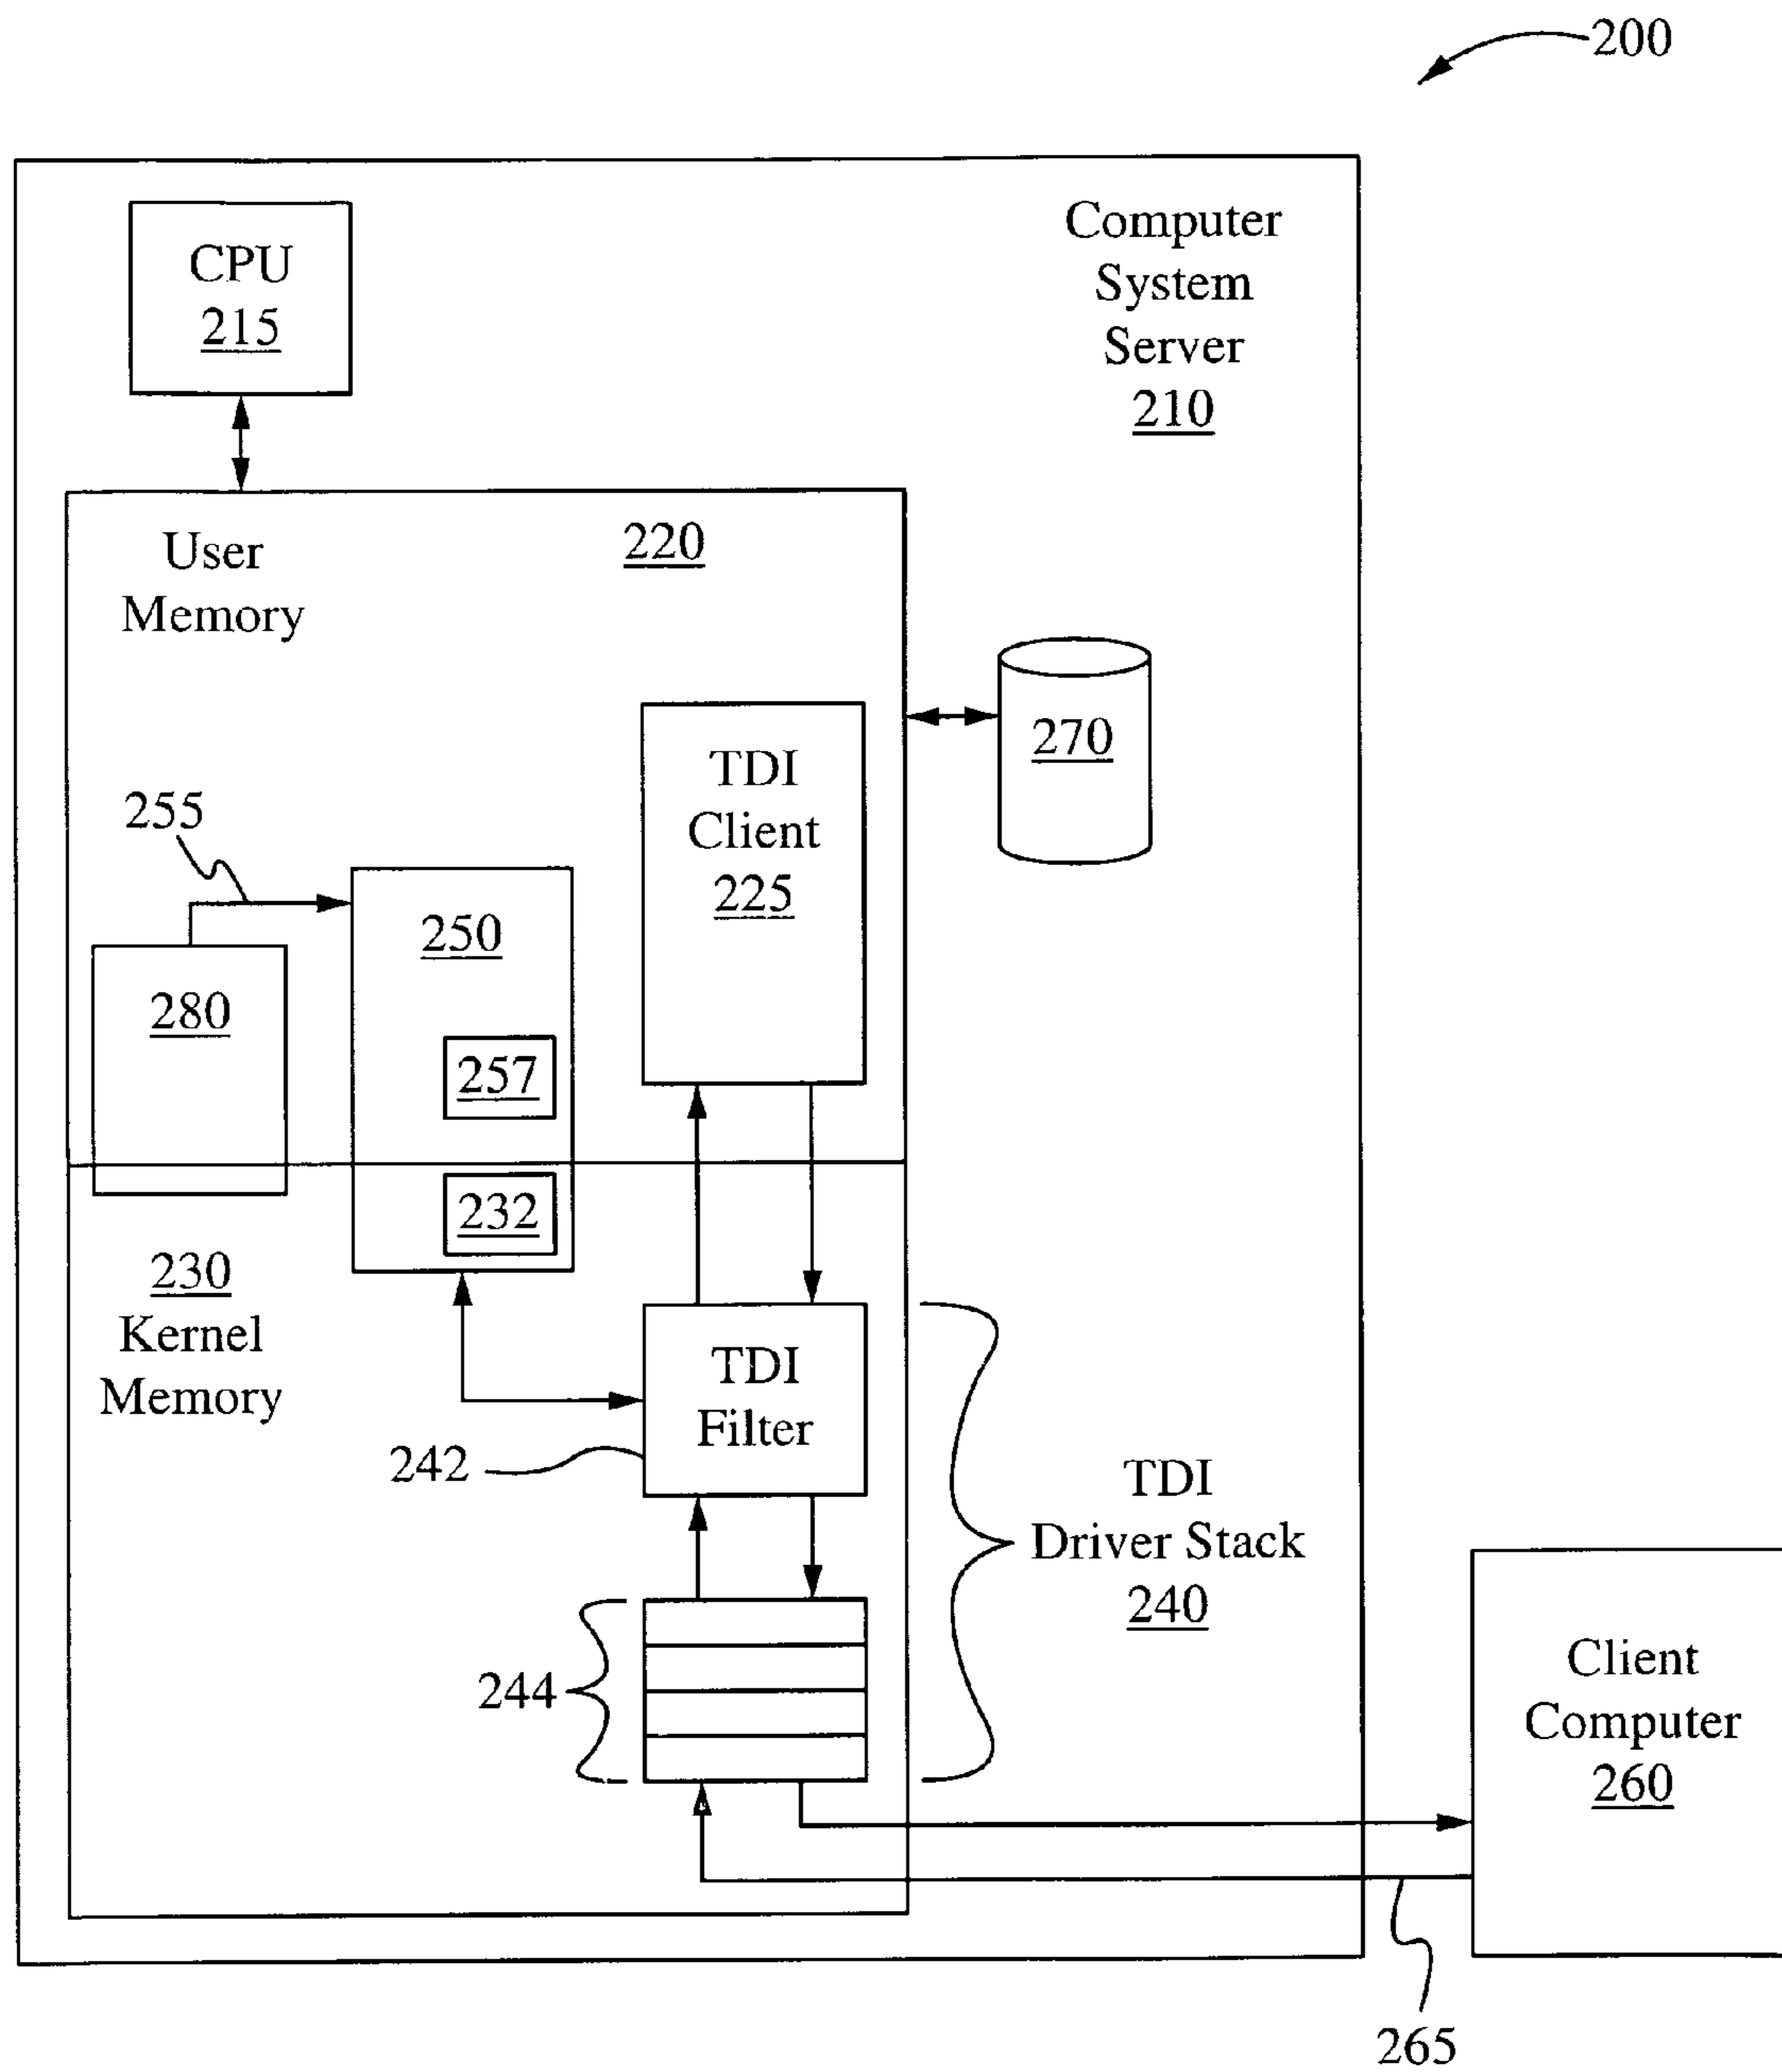 200
Computer
System
Server
210
CPU
215
User
Memory
220
TDI
Client
225
270
255
250
280
257
232
230
Kernel
Memory
TDI
Filter
242
TDI
Driver Stack
240
244
Client
Computer
260
265